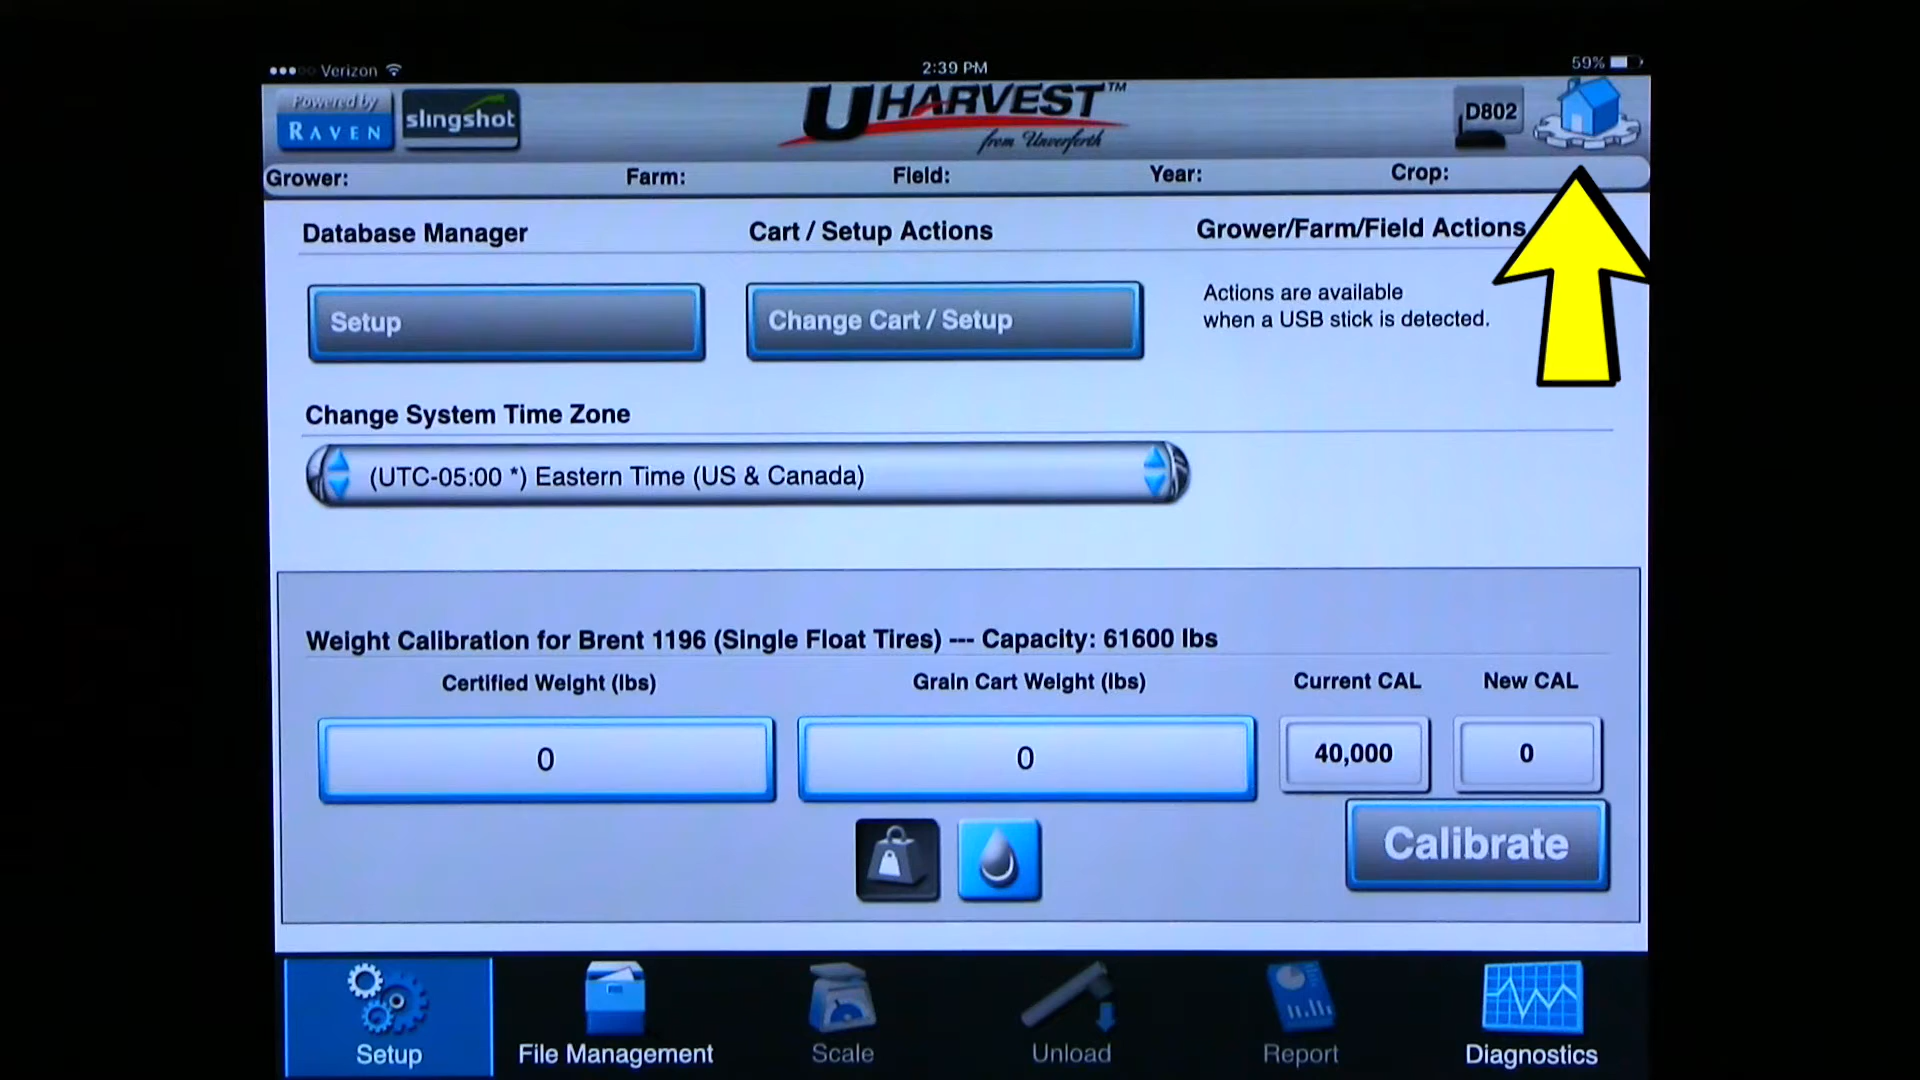 Verizon
2:39 PM
59%
Powered by
RAVEN
slingshot
UHARVEST™
from Unverferth
D802
Grower:
Farm:
Field:
Year:
Crop:
Database Manager
Cart / Setup Actions
Grower/Farm/Field Actions
Setup
Change Cart / Setup
Actions are available
when a USB stick is detected.
Change System Time Zone
(UTC-05:00 *) Eastern Time (US & Canada)
Weight Calibration for Brent 1196 (Single Float Tires) --- Capacity: 61600 lbs
Certified Weight (lbs)
Grain Cart Weight (lbs)
Current CAL
New CAL
0
0
40,000
0
Calibrate
Setup
File Management
Scale
Unload
Report
Diagnostics